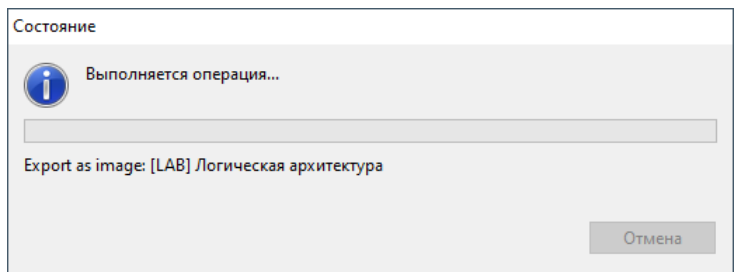 Состояние
Выполняется операция...
Export as image: [LAB] Логическая архитектура
Отмена